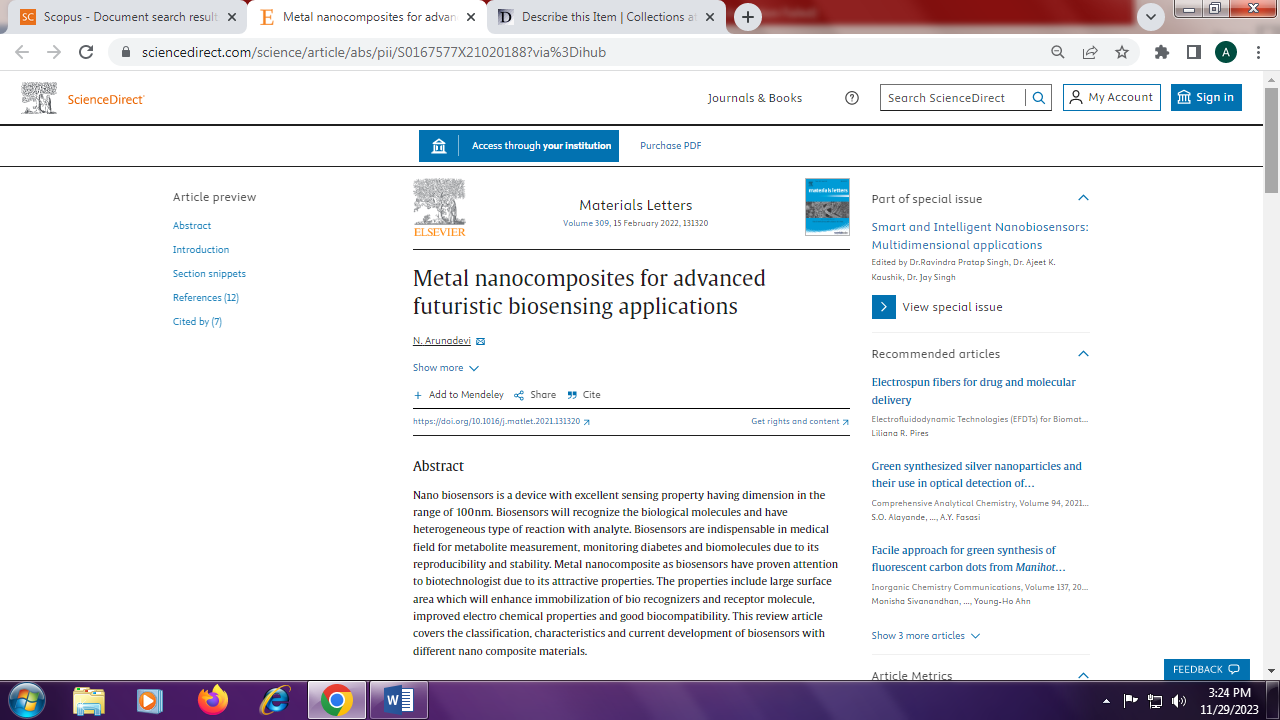 Scopus - Document search result
Metal nanocomposites for advan
Describe this Item | Collections at
sciencedirect.com/science/article/abs/pii/S0167577X21020188?via%3Dihub
A
ScienceDirect
Journals & Books
Search ScienceDirect
My Account
Sign in
Access through your institution
Purchase PDF
Article preview
Abstract
Introduction
Section snippets
References (12)
Cited by (7)
ELSEVIER
Materials Letters
Volume 309, 15 February 2022, 131320
materials letters
Metal nanocomposites for advanced
futuristic biosensing applications
N. Arunadevi
Show more
Add to Mendeley
Share
Cite
https://doi.org/10.1016/j.matlet.2021.131320
Get rights and content
Abstract
Nano biosensors is a device with excellent sensing property having dimension in the
range of 100 nm. Biosensors will recognize the biological molecules and have
heterogeneous type of reaction with analyte. Biosensors are indispensable in medical
field for metabolite measurement, monitoring diabetes and biomolecules due to its
reproducibility and stability. Metal nanocomposite as biosensors have proven attention
to biotechnologist due to its attractive properties. The properties include large surface
area which will enhance immobilization of bio recognizers and receptor molecule,
improved electro chemical properties and good biocompatibility. This review article
covers the classification, characteristics and current development of biosensors with
different nano composite materials.
Part of special issue
Smart and Intelligent Nanobiosensors:
Multidimensional applications
Edited by Dr.Ravindra Pratap Singh, Dr. Ajeet K.
Kaushik, Dr. Jay Singh
View special issue
Recommended articles
Electrospun fibers for drug and molecular
delivery
Electrofluidodynamic Technologies (EFDTs) for Biomat...
Liliana R. Pires
Green synthesized silver nanoparticles and
their use in optical detection of…
Comprehensive Analytical Chemistry, Volume 94, 2021...
S.O. Alayande, …, A.Y. Fasasi
Facile approach for green synthesis of
fluorescent carbon dots from Manihot…
Inorganic Chemistry Communications, Volume 137, 20...
Monisha Sivanandhan, …, Young-Ho Ahn
Show 3 more articles
Article Metrics
FEEDBACK
3:24 PM
11/29/2023